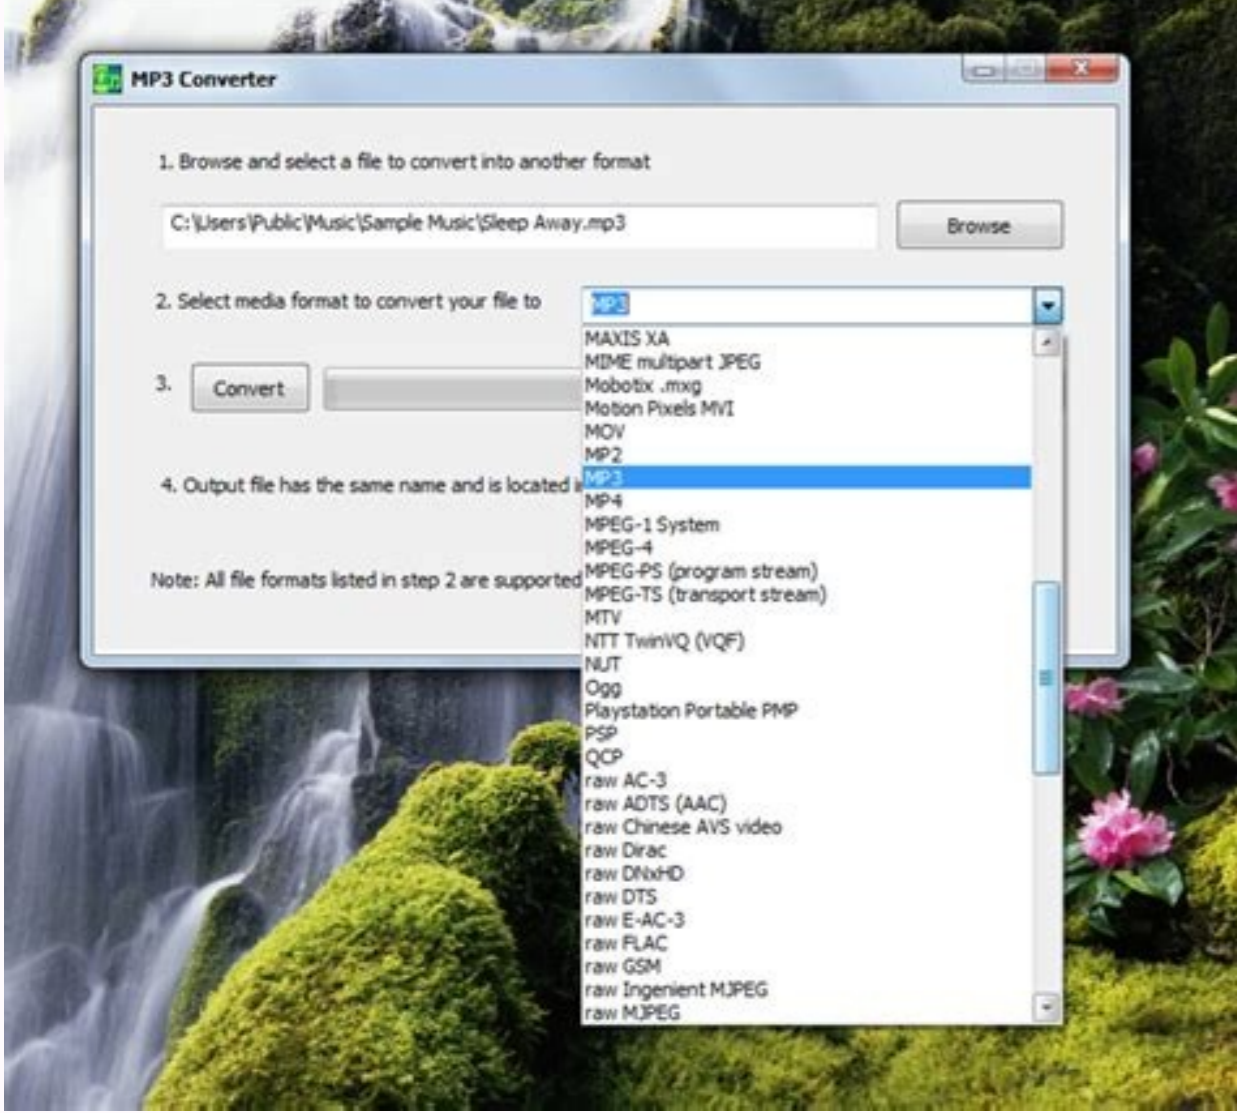 MP3 Converter
1. Browse and select a file to convert into another format
C:\Users\Public\Music\Sample Music\Sleep Away.mp3
Browse
2. Select media format to convert your file to
MP3
MAXIS XA
MIME multipart JPEG
Mobotix .mxg
Motion Pixels MVI
MOV
MP2
MP3
MP4
MPEG-1 System
MPEG-4
MPEG-PS (program stream)
MPEG-TS (transport stream)
MTV
NTT TwinVQ (VQF)
NUT
Ogg
Playstation Portable PMP
PSP
QCP
raw AC-3
raw ADTS (AAC)
raw Chinese AVS video
raw Dirac
raw DNxHD
raw DTS
raw E-AC-3
raw FLAC
raw GSM
raw Ingenient MJPEG
raw MJPEG
3.
Convert
4. Output file has the same name and is located
Note: All file formats listed in step 2 are supported